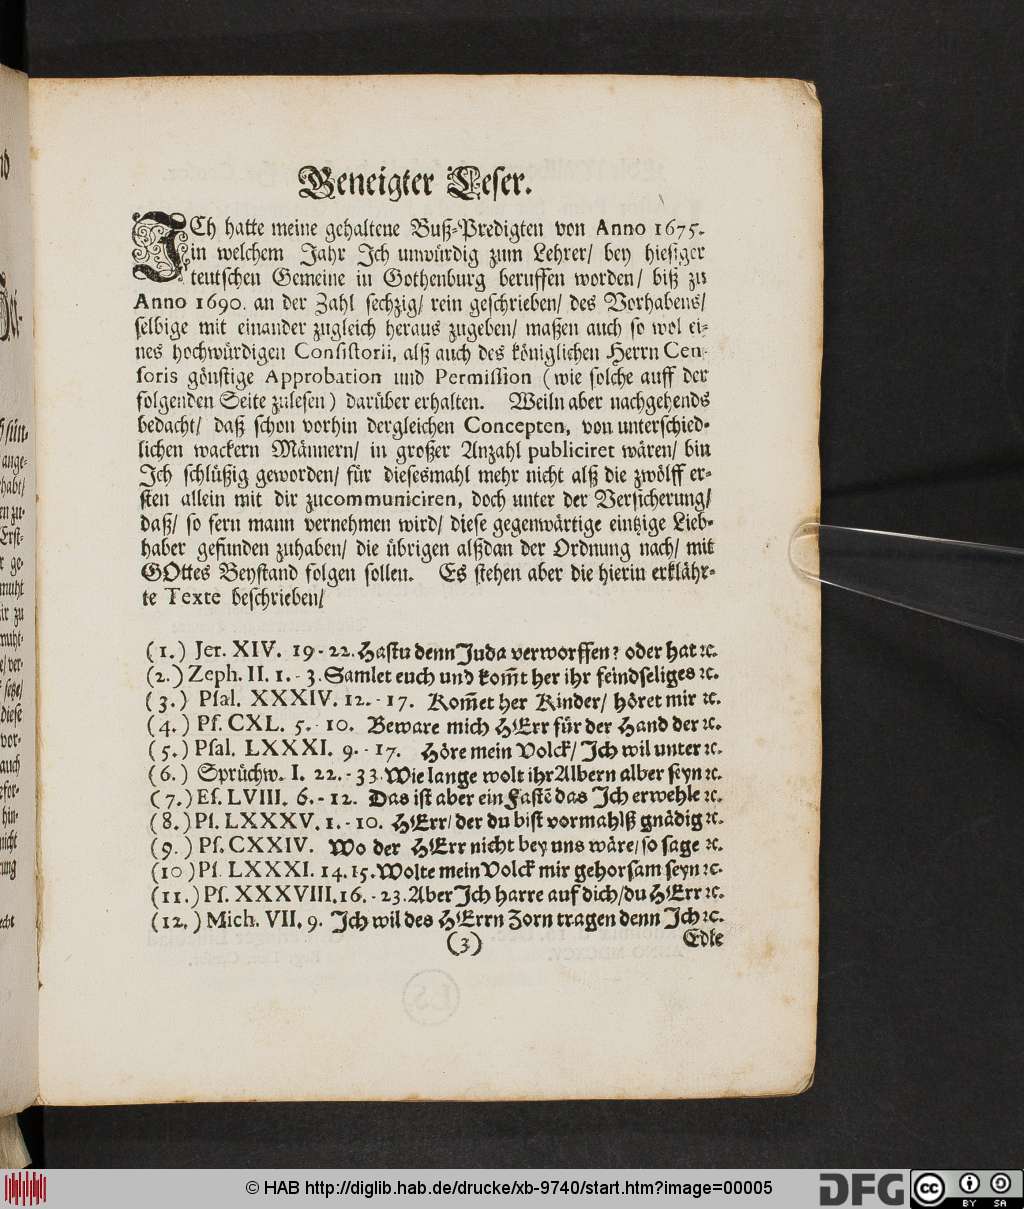 Geneigter Leser.
ICh hatte meine gehaltene Buß-Predigten von Anno 1675.
in welchem Jahr Ich unwürdig zum Lehrer/ bey hiesiger
teutschen Gemeine in Gothenburg beruffen worden/ biß zu
Anno 1690. an der Zahl sechzig/ rein geschrieben/ des Vorhabens/
selbige mit einander zugleich heraus zugeben/ maßen auch so wol ei-
nes hochwürdigen Consistorii, alß auch des königlichen Herrn Cen-
soris gönstige Approbation und Permission (wie solche auff der
folgenden Seite zulesen) darüber erhalten. Weiln aber nachgehends
bedacht/ daß schon vorhin dergleichen Concepten, von unterschied-
lichen wackern Männern/ in großer Anzahl publiciret wären/ bin
Ich schlüßig geworden/ für diesesmahl mehr nicht alß die zwölff er-
sten allein mit dir zucommuniciren, doch unter der Versicherung/
daß/ so fern mann vernehmen wird/ diese gegenwärtige eintzige Lieb-
haber gefunden zuhaben/ die übrigen alßdan der Ordnung nach/ mit
GOttes Beystand folgen sollen. Es stehen aber die hierin erklähr-
te Texte beschrieben/
(1.) Jer. XIV. 19-22. Hastu denn Juda verworffen? oder hat ꝛc.
(2.) Zeph. II. 1.-3. Samlet euch und kom̃t her ihr feindseliges ꝛc.
(3.) Psal. XXXIV. 12.-17. Kom̃et her Kinder/ höret mir ꝛc.
(4.) Ps. CXL. 5.-10. Beware mich HErr für der Hand der ꝛc.
(5.) Psal. LXXXI. 9.-17. Höre mein Volck/ Ich wil unter ꝛc.
(6.) Sprüchw. I. 22.-33. Wie lange wolt ihr Albern alber seyn ꝛc.
(7.) Es. LVIII. 6.-12. Das ist aber ein Fastẽ das Ich erwehle ꝛc.
(8.) Ps. LXXXV. 1.-10. HErr/ der du bist vormahlß gnädig ꝛc.
(9.) Ps. CXXIV. Wo der HErr nicht bey uns wäre/ so sage ꝛc.
(10) Ps. LXXXI. 14. 15. Wolte mein Volck mir gehorsam seyn ꝛc.
(11.) Ps. XXXVIII. 16.-23. Aber Ich harre auf dich/ du HErr ꝛc.
(12.) Mich. VII. 9. Ich wil des HErrn Zorn tragen denn Ich ꝛc.
(3) Edle
© HAB http://diglib.hab.de/drucke/xb-9740/start.htm?image=00005
DFG cc BY SA